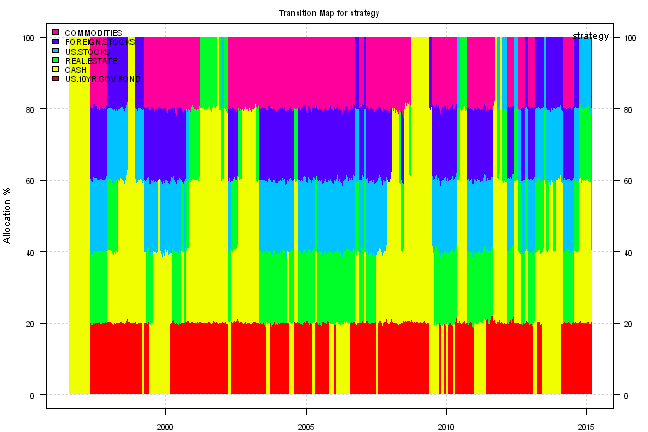 Transition Map for strategy
strategy
COMMODITIES
FOREIGN.STOCKS
US.STOCKS
REAL.ESTATE
CASH
US.10YR.GOV.BOND
Allocation %
100
80
60
40
20
0
100
80
60
40
20
0
2000
2005
2010
2015